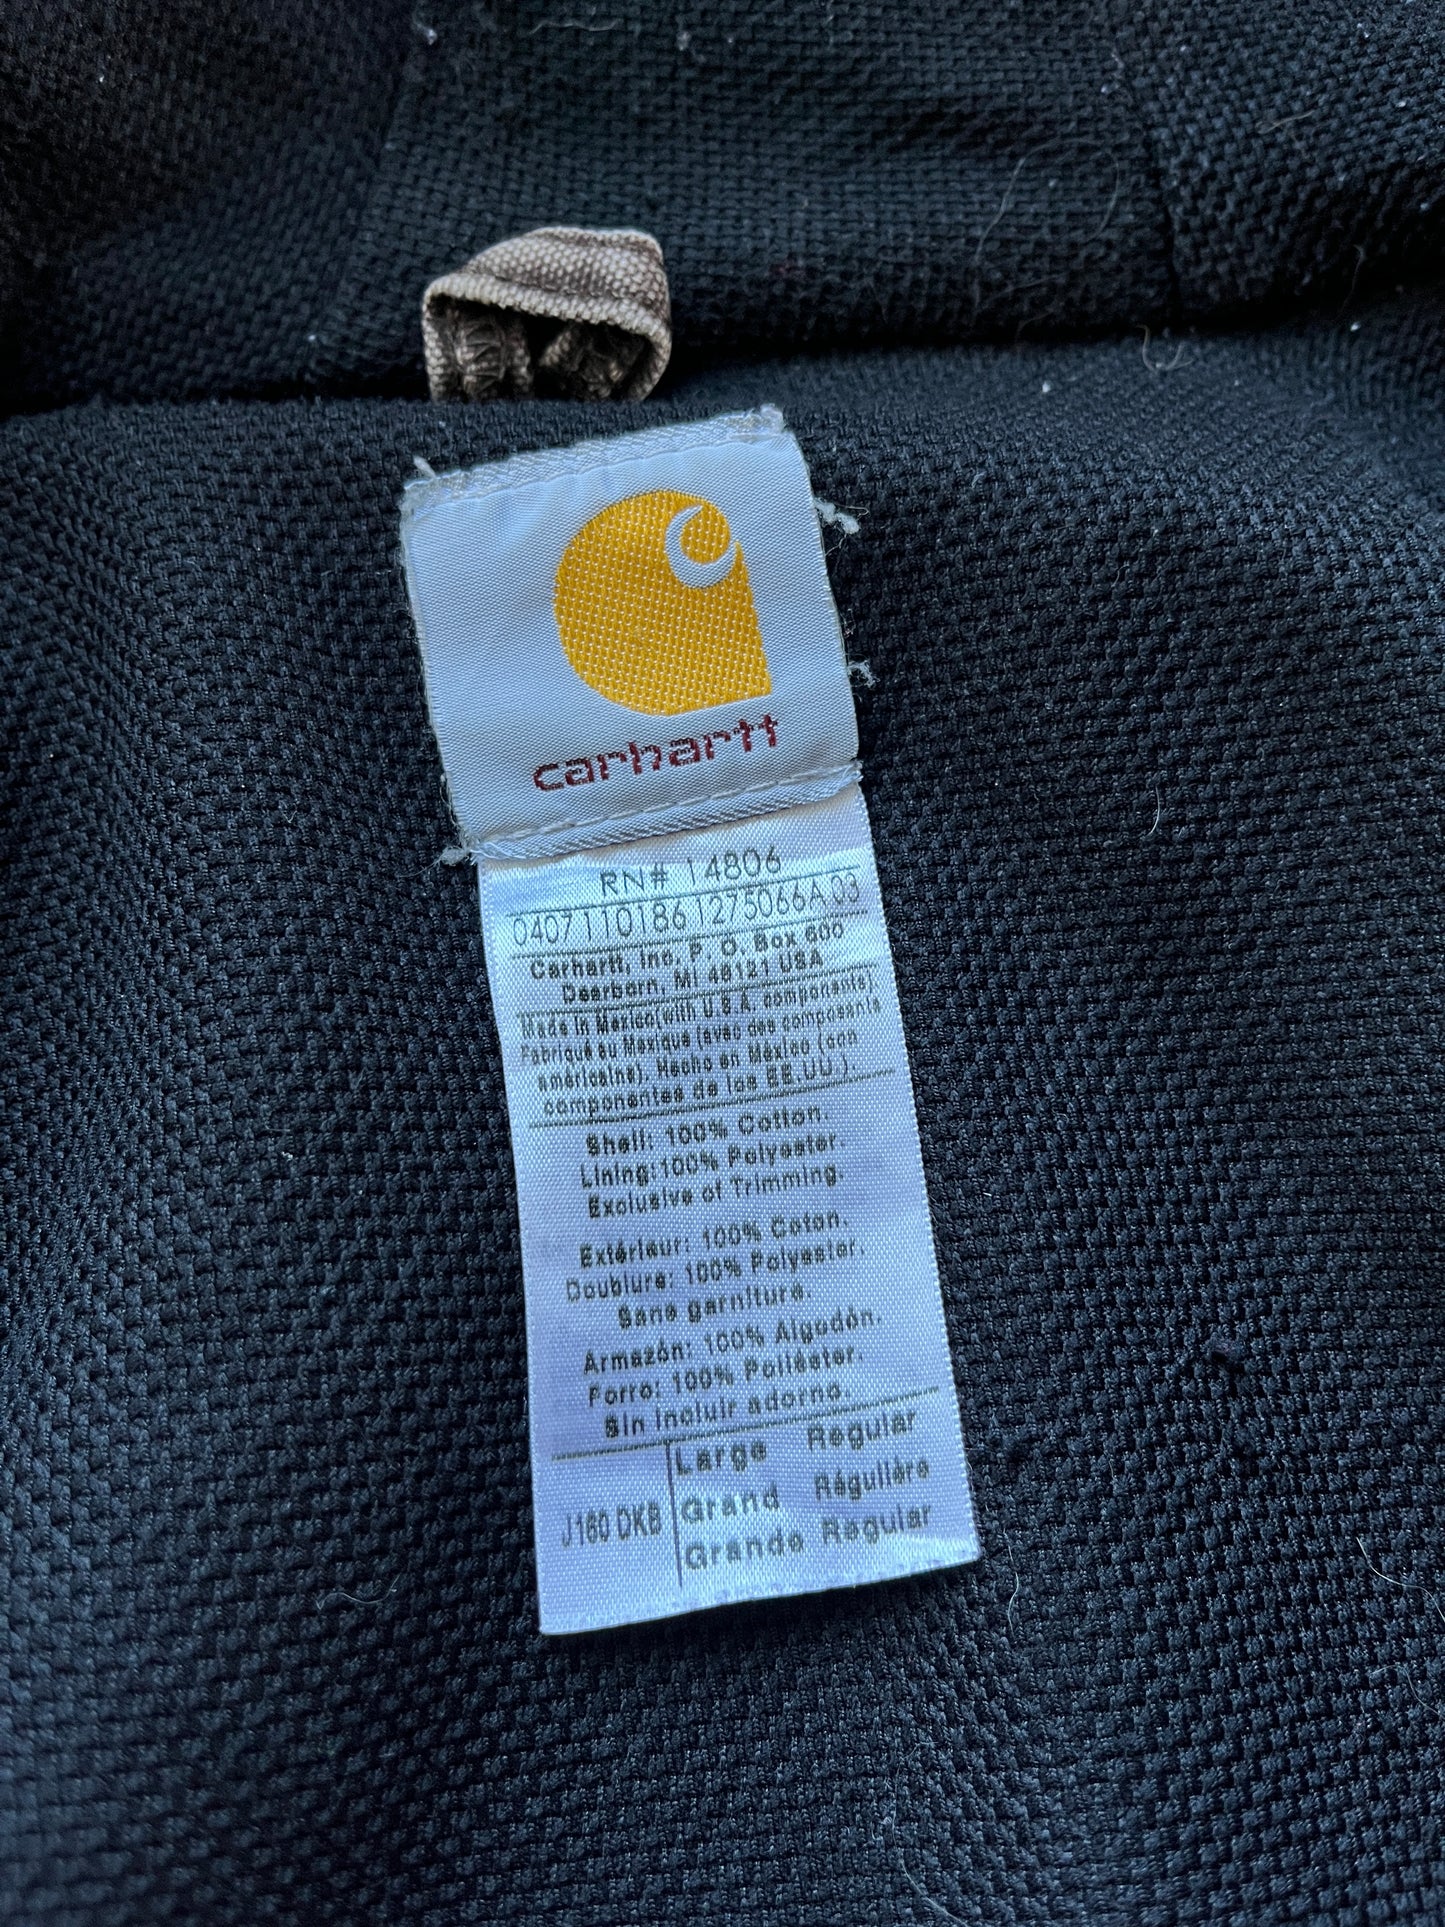 carhartt
RN# 14806
0407 110186 1275066A 03
Carhartt, Inc. P. O. Box 600
Dearborn, MI 48121 USA
Made in Mexico(with U.S.A. components)
Fabriqué au Mexique (avec des composants
américains). Hecho en México (con
componentes de los EE.UU ).
Shell: 100% Cotton.
Lining:100% Polyester.
Exclusive of Trimming.
Extérieur: 100% Coton.
Doublure: 100% Polyester.
Sans garniture.
Armazón: 100% Algodón.
Forro: 100% Poliéster.
Sin incluir adorno.
Large Regular
J160 DKB Grand Régulière
Grande Regular